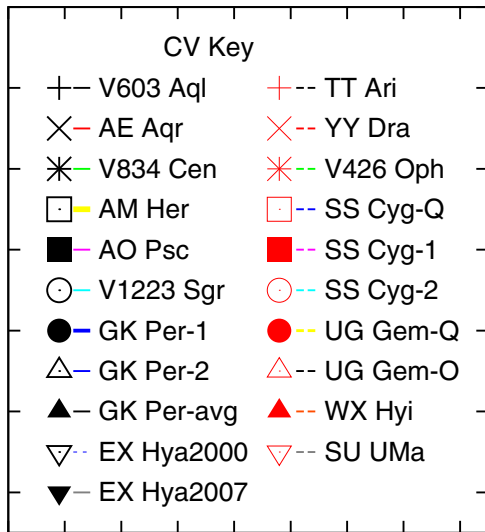 CV Key
V603 Aql TT Ari
AE Aqr YY Dra
V834 Cen V426 Oph
AM Her SS Cyg-Q
AO Psc SS Cyg-1
V1223 Sgr SS Cyg-2
GK Per-1 UG Gem-Q
GK Per-2 UG Gem-O
GK Per-avg WX Hyi
EX Hya2000 SU UMa
EX Hya2007